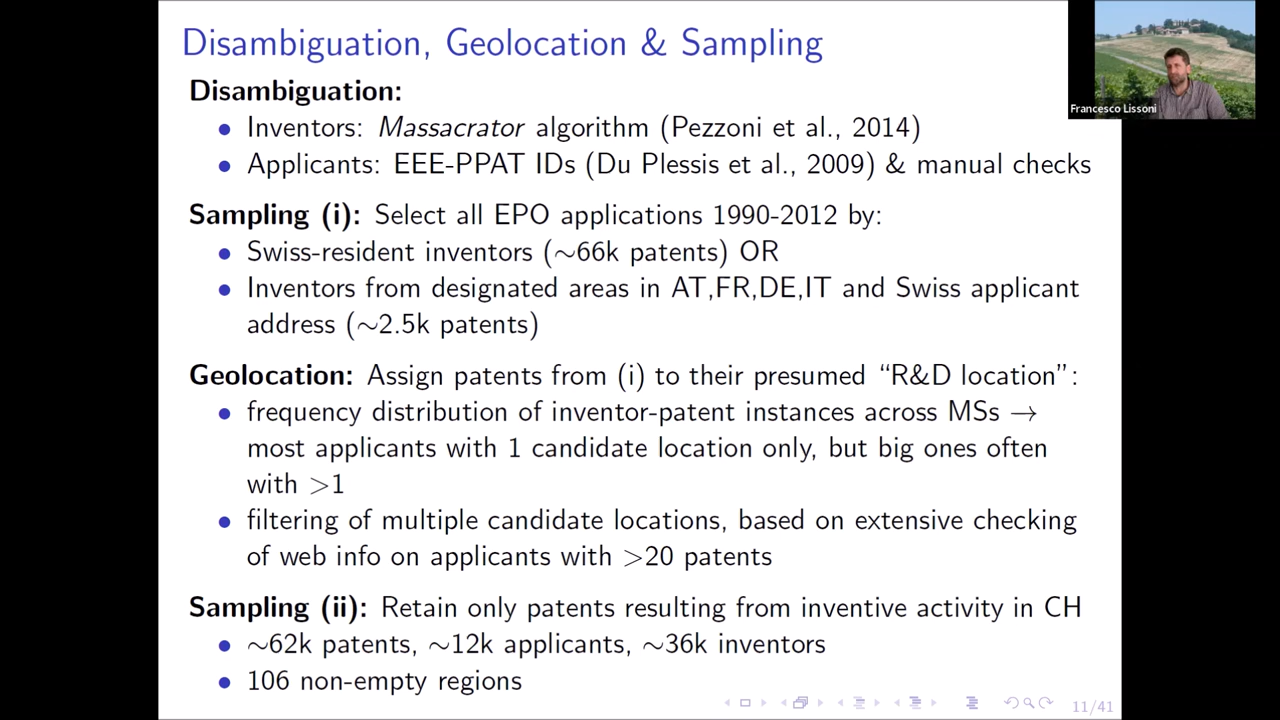 Disambiguation, Geolocation & Sampling
Francesco Lissoni
Disambiguation:
• Inventors: Massacrator algorithm (Pezzoni et al., 2014)
• Applicants: EEE-PPAT IDs (Du Plessis et al., 2009) & manual checks
Sampling (i): Select all EPO applications 1990-2012 by:
• Swiss-resident inventors (∼66k patents) OR
• Inventors from designated areas in AT,FR,DE,IT and Swiss applicant
address (∼2.5k patents)
Geolocation: Assign patents from (i) to their presumed “R&D location”:
• frequency distribution of inventor-patent instances across MSs →
most applicants with 1 candidate location only, but big ones often
with >1
• filtering of multiple candidate locations, based on extensive checking
of web info on applicants with >20 patents
Sampling (ii): Retain only patents resulting from inventive activity in CH
• ∼62k patents, ∼12k applicants, ∼36k inventors
• 106 non-empty regions
11/41